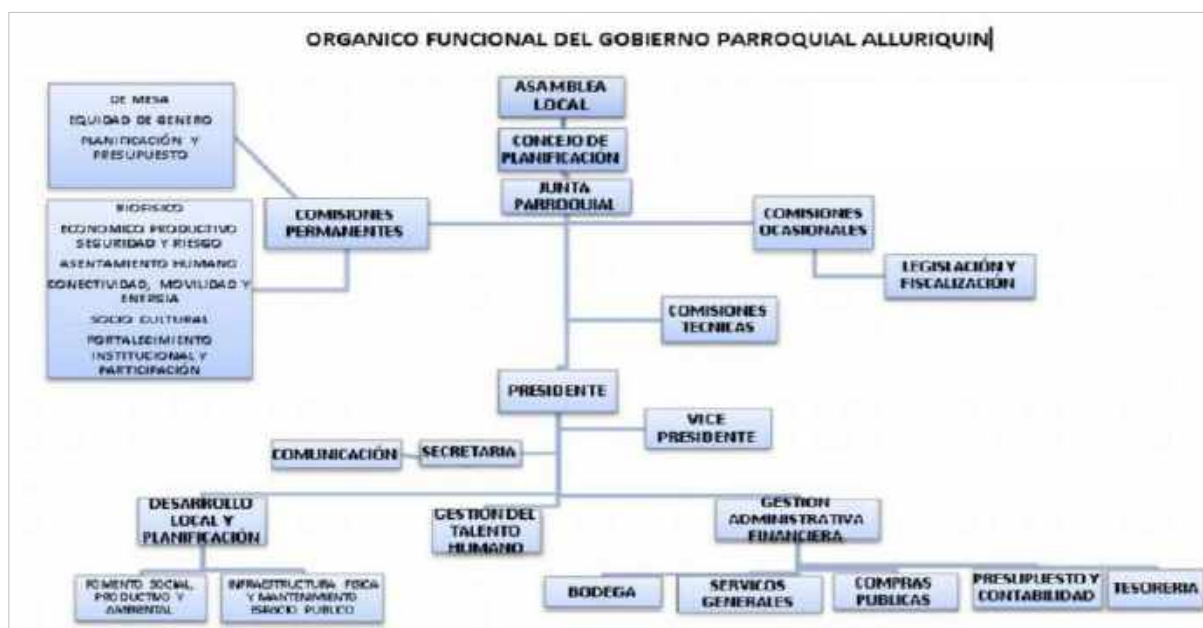 ORGANICO FUNCIONAL DEL GOBIERNO PARROQUIAL ALLURIQUIN
DE MESA
EQUIDAD DE GENERO
PLANIFICACIÓN Y
PRESUPUESTO
ASAMBLEA
LOCAL
CONCEJO DE
PLANIFICACIÓN
JUNTA
PARROQUIAL
BIOFISICO
ECONOMICO PRODUCTIVO
SEGURIDAD Y RIESGO
ASENTAMIENTO HUMANO
CONECTIVIDAD, MOVILIDAD Y
ENERGIA
SOCIO CULTURAL
FORTALECIMIENTO
INSTITUCIONAL Y
PARTICIPACIÓN
COMISIONES
PERMANENTES
COMISIONES
OCASIONALES
LEGISLACIÓN Y
FISCALIZACIÓN
COMISIONES
TECNICAS
PRESIDENTE
VICE
PRESIDENTE
COMUNICACIÓN
SECRETARIA
DESARROLLO
LOCAL Y
PLANIFICACIÓN
GESTION DEL
TALENTO
HUMANO
GESTION
ADMINISTRATIVA
FINANCIERA
FOMENTO SOCIAL,
PRODUCTIVO Y
AMBIENTAL
INFRAESTRUCTURA FISICA
Y MANTENIMIENTO
ESPACIO PUBLICO
BODEGA
SERVICOS
GENERALES
COMPRAS
PUBLICAS
PRESUPUESTO Y
CONTABILIDAD
TESORERIA